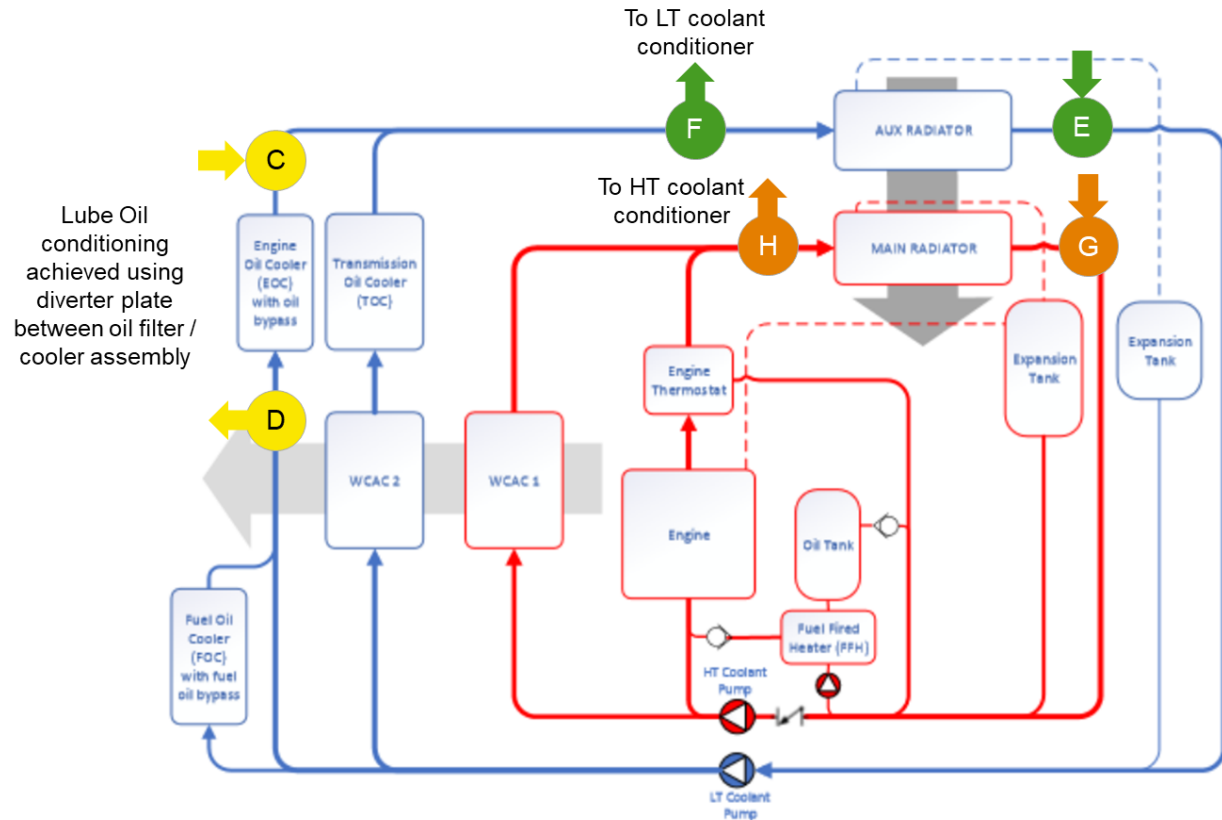 To LT coolant
conditioner
F
AUX RADIATOR
E
C
To HT coolant
conditioner
H
MAIN RADIATOR
G
Lube Oil
conditioning
achieved using
diverter plate
between oil filter /
cooler assembly
Engine
Oil Cooler
(EOC)
with oil
bypass
Transmission
Oil Cooler
(TOC)
Expansion
Tank
Expansion
Tank
Engine
Thermostat
D
WCAC 2
WCAC 1
Engine
Oil Tank
Fuel Oil
Cooler
(FOC)
with fuel
oil bypass
Fuel Fired
Heater (FFH)
HT Coolant
Pump
LT Coolant
Pump